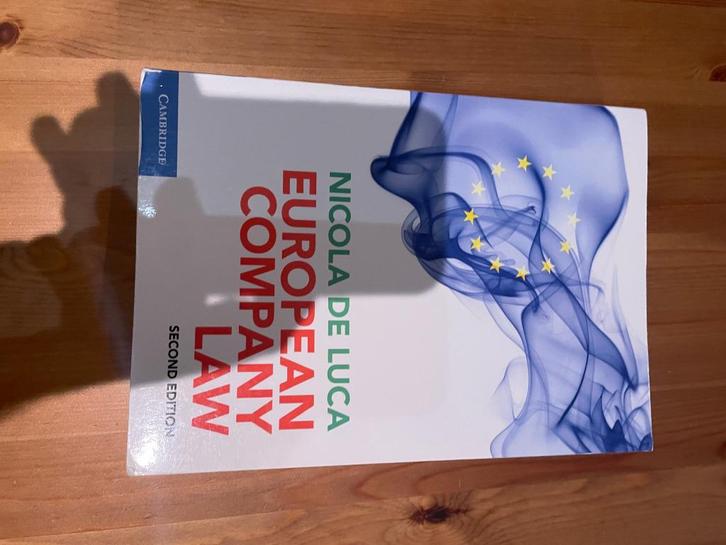 NICOLA DE LUCA
EUROPEAN
COMPANY
LAW
SECOND EDITION
CAMBRIDGE